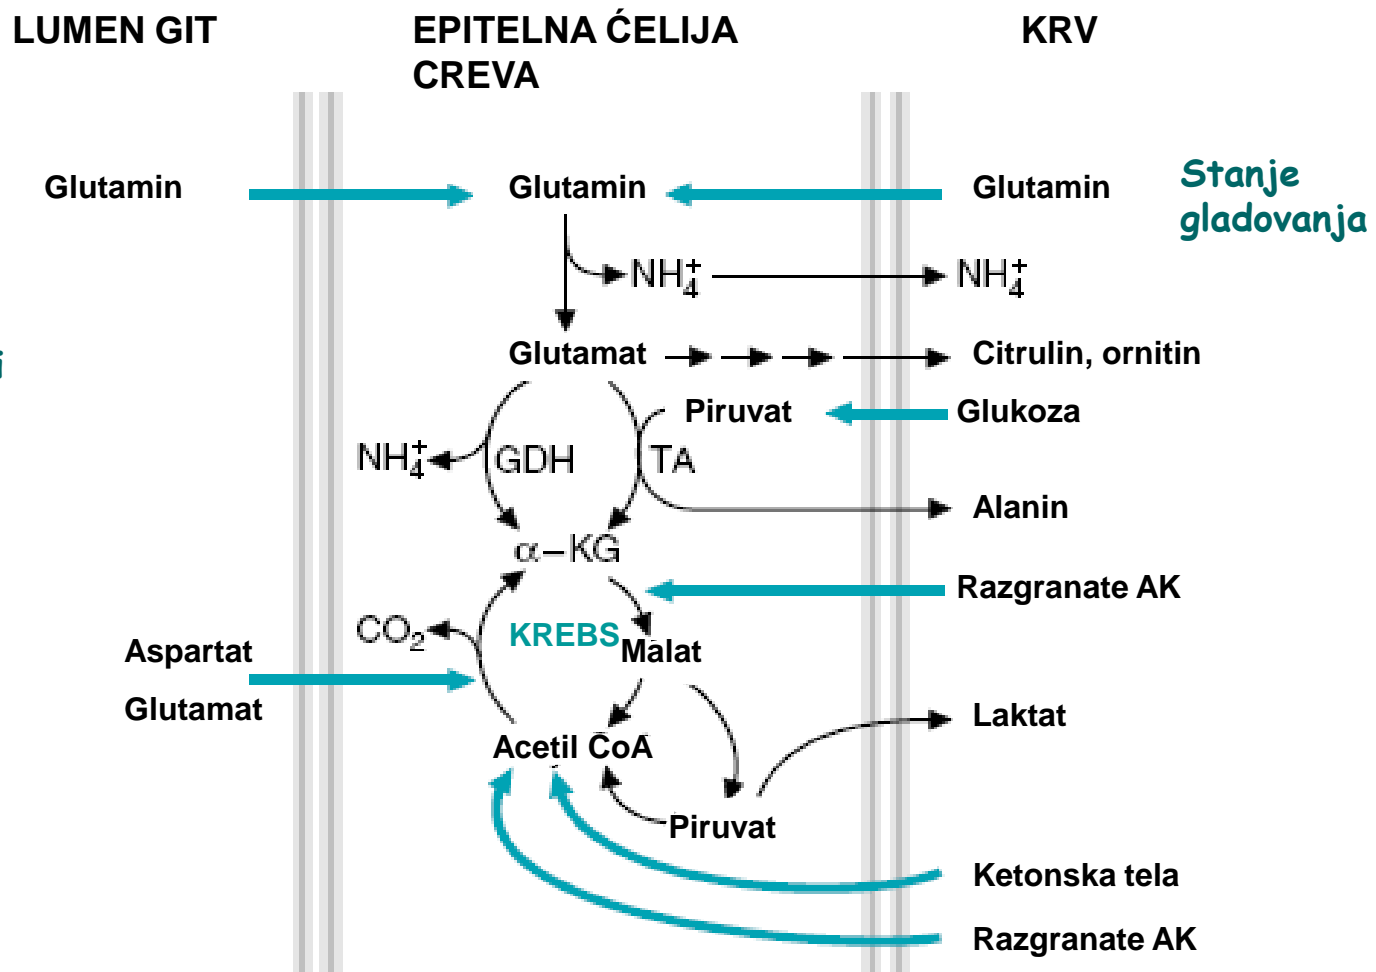 LUMEN GIT
EPITELNA ĆELIJA
CREVA
KRV
Glutamin
Glutamin
Glutamin
Stanje
gladovanja
NH₄⁺
NH₄⁺
i
Glutamat
Citrulin, ornitin
Piruvat
Glukoza
NH₄⁺
GDH
TA
Alanin
α–KG
Razgranate AK
CO₂
KREBS
Malat
Aspartat
Glutamat
Laktat
Acetil CoA
Piruvat
Ketonska tela
Razgranate AK